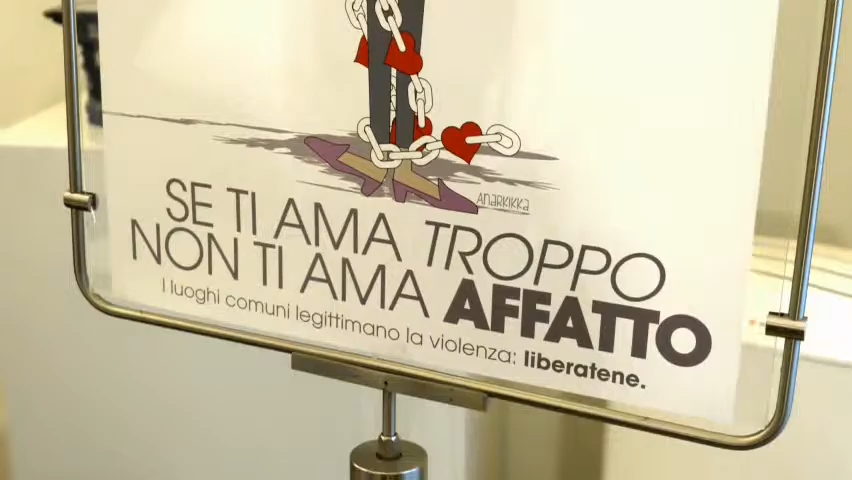 ANARKIKKA
SE TI AMA TROPPO
NON TI AMA AFFATTO
I luoghi comuni legittimano la violenza: liberatene.